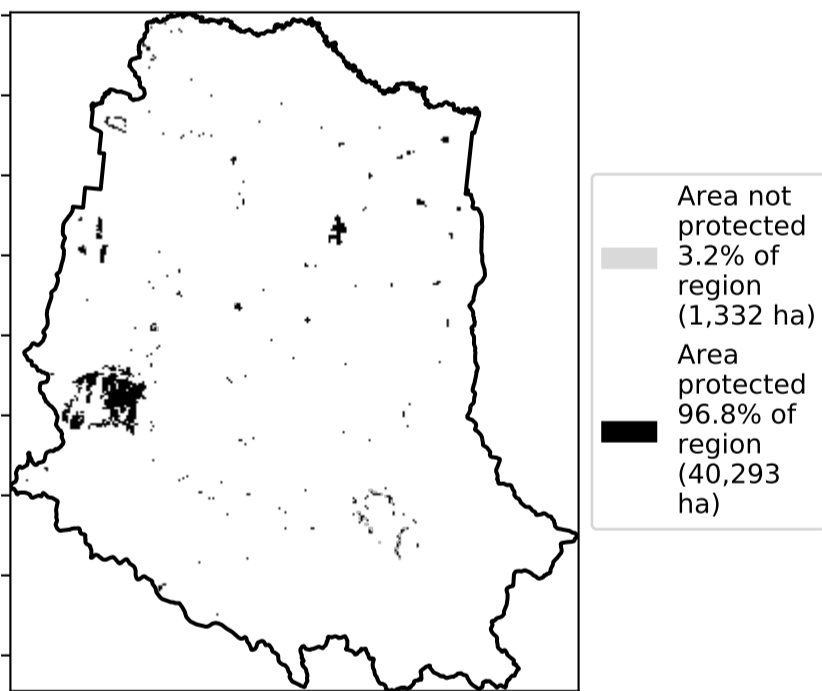 Area not
protected
3.2% of
region
(1,332 ha)
Area
protected
96.8% of
region
(40,293
ha)